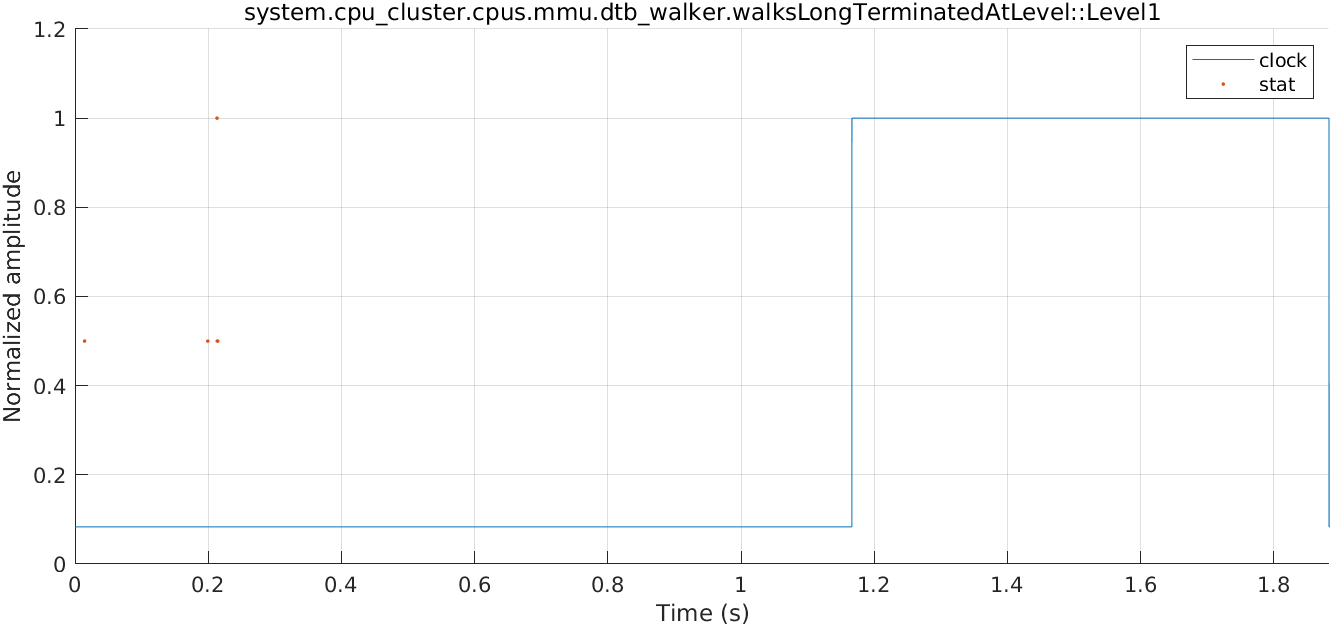 system.cpu_cluster.cpus.mmu.dtb_walker.walksLongTerminatedAtLevel::Level1
1.2
1
0.8
0.6
0.4
0.2
0
Normalized amplitude
clock
stat
0 0.2 0.4 0.6 0.8 1 1.2 1.4 1.6 1.8
Time (s)